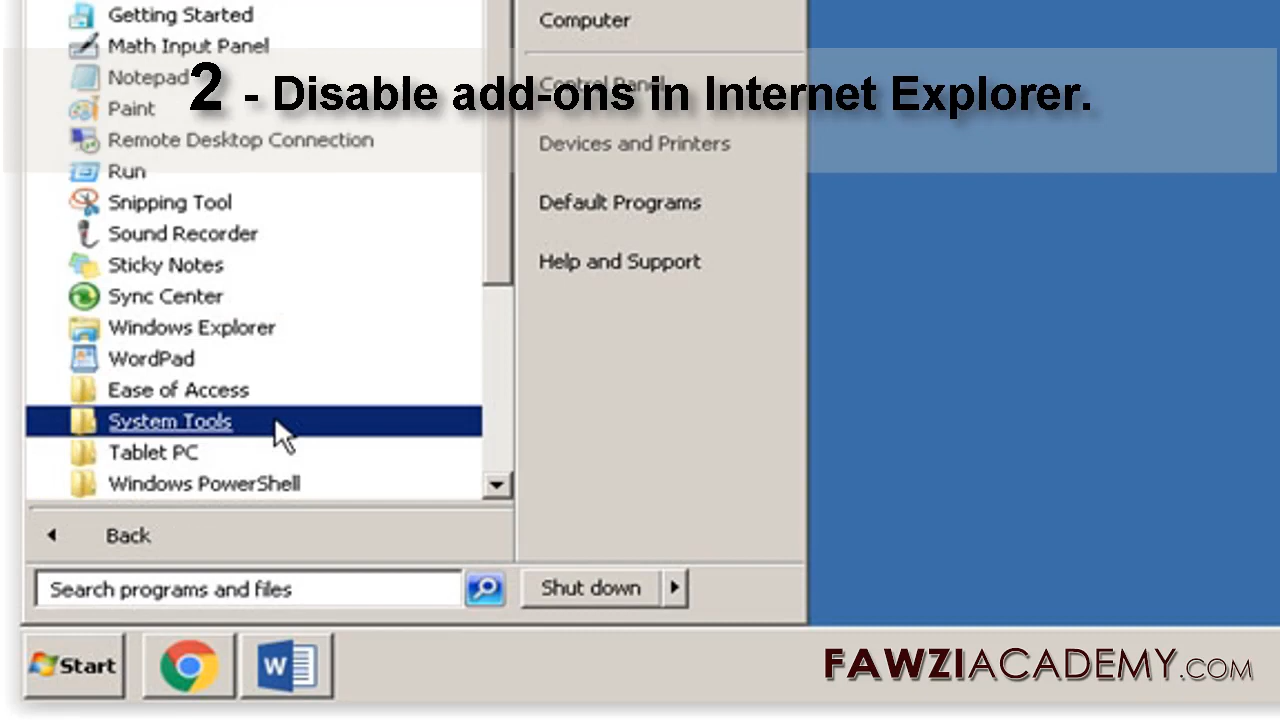 Getting Started
Math Input Panel
Notepad
Paint
Remote Desktop Connection
Run
Snipping Tool
Sound Recorder
Sticky Notes
Sync Center
Windows Explorer
WordPad
Ease of Access
System Tools
Tablet PC
Windows PowerShell
Back
Search programs and files
Computer
Control Panel
Devices and Printers
Default Programs
Help and Support
Shut down
2 - Disable add-ons in Internet Explorer.
Start
W
FAWZIACADEMY.COM